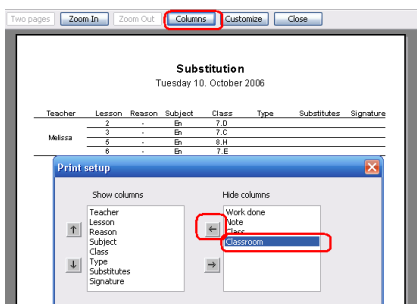 Two pages Zoom In Zoom Out Columns Customize Close
Substitution
Tuesday 10. October 2006
Teacher Lesson Reason Subject Class Type Substitutes Signature
2 - En 7.D
3 - En 7.C
Melissa
5 - En 8.H
6 - En 7.E
Print setup
Show columns Hide columns
Teacher Work done
Lesson Note
Reason Class
Subject Classroom
Class
Type
Substitutes
Signature